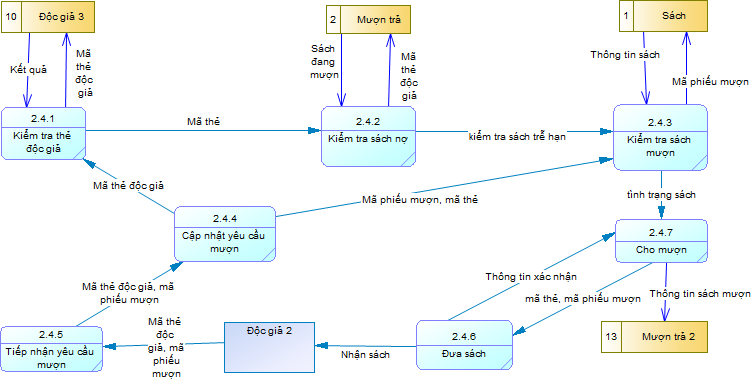 10 Độc giả 3
2 Mượn trả
1 Sách
Kết quả
Mã
thẻ
độc
giả
Sách
đang
mượn
Mã
thẻ
độc
giả
Thông tin sách
Mã phiếu mượn
2.4.1
Kiểm tra thẻ
độc giả
Mã thẻ
2.4.2
Kiểm tra sách nợ
kiểm tra sách trễ hạn
2.4.3
Kiểm tra sách
mượn
Mã thẻ độc giả
Mã phiếu mượn, mã thẻ
tình trạng sách
2.4.4
Cập nhật yêu cầu
mượn
2.4.7
Cho mượn
Mã thẻ độc giả, mã
phiếu mượn
Thông tin xác nhận
mã thẻ, mã phiếu mượn
Thông tin sách mượn
2.4.5
Tiếp nhận yêu cầu
mượn
Mã
thẻ
độc
giả, mã
phiếu
mượn
Độc giả 2
Nhận sách
2.4.6
Đưa sách
13 Mượn trả 2